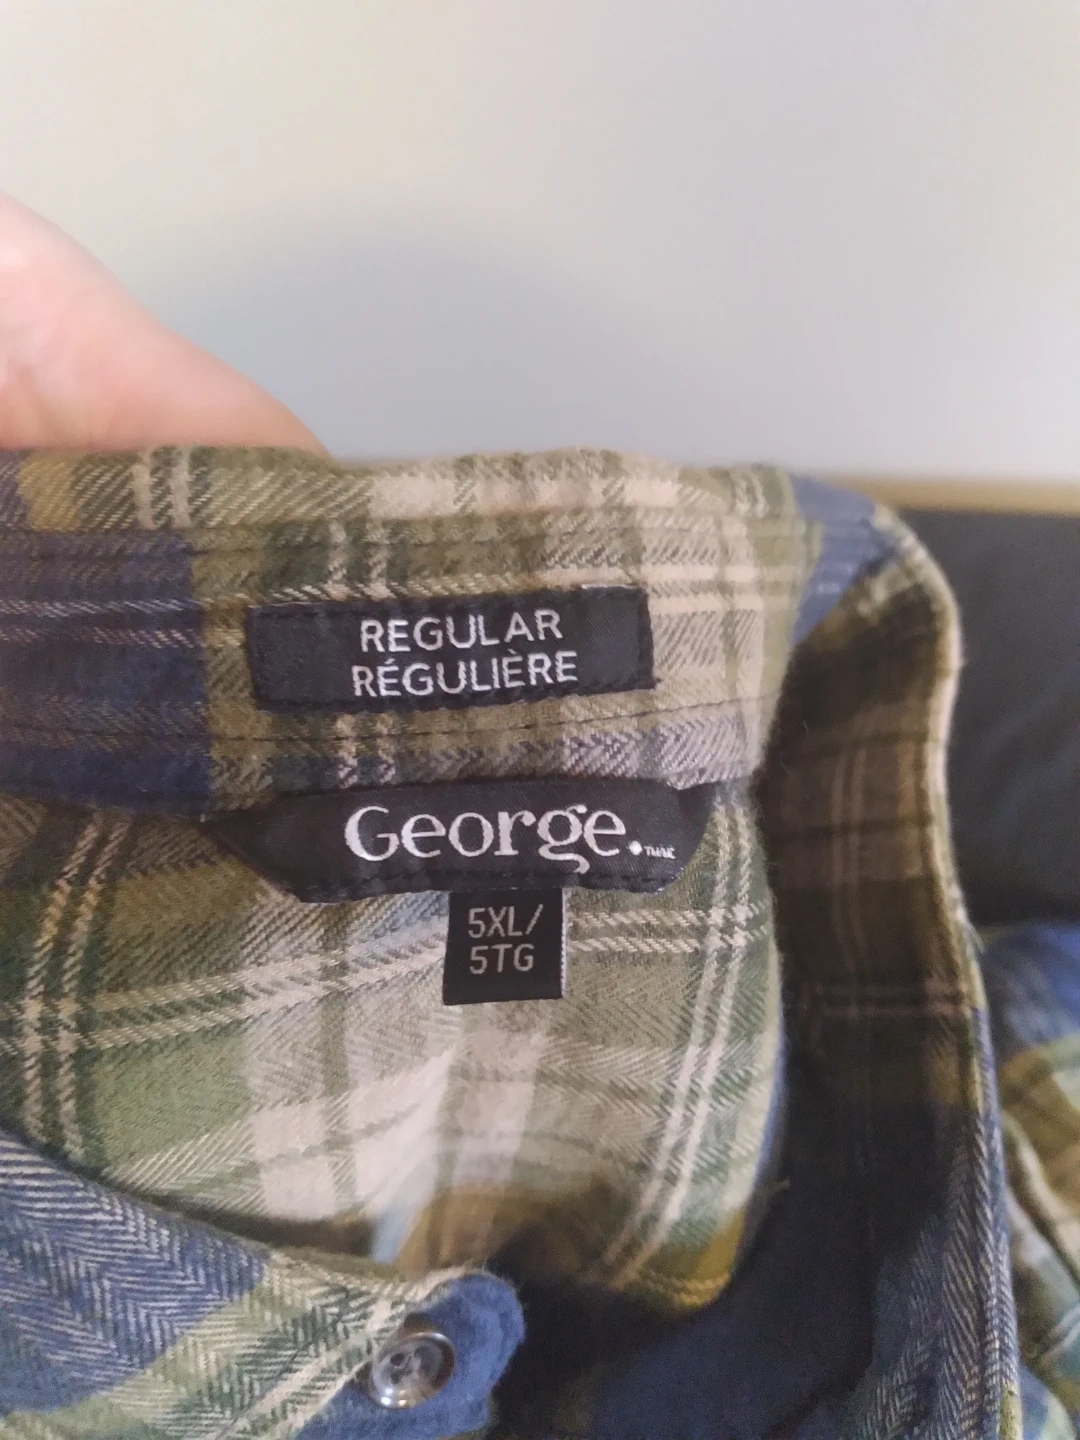 REGULAR
RÉGULIÈRE
George.
5XL/
5TG